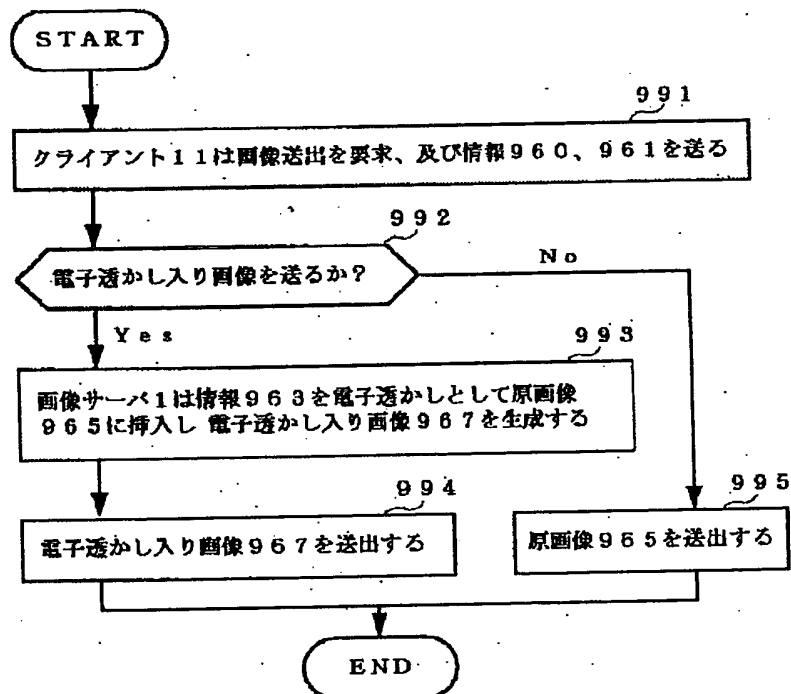 START
991
クライアント11は画像送出を要求、及び情報960、961を送る
992
電子透かし入り画像を送るか?
No
Yes
993
画像サーバ1は情報963を電子透かしとして原画像
965に挿入し 電子透かし入り画像967を生成する
994
電子透かし入り画像967を送出する
995
原画像965を送出する
END